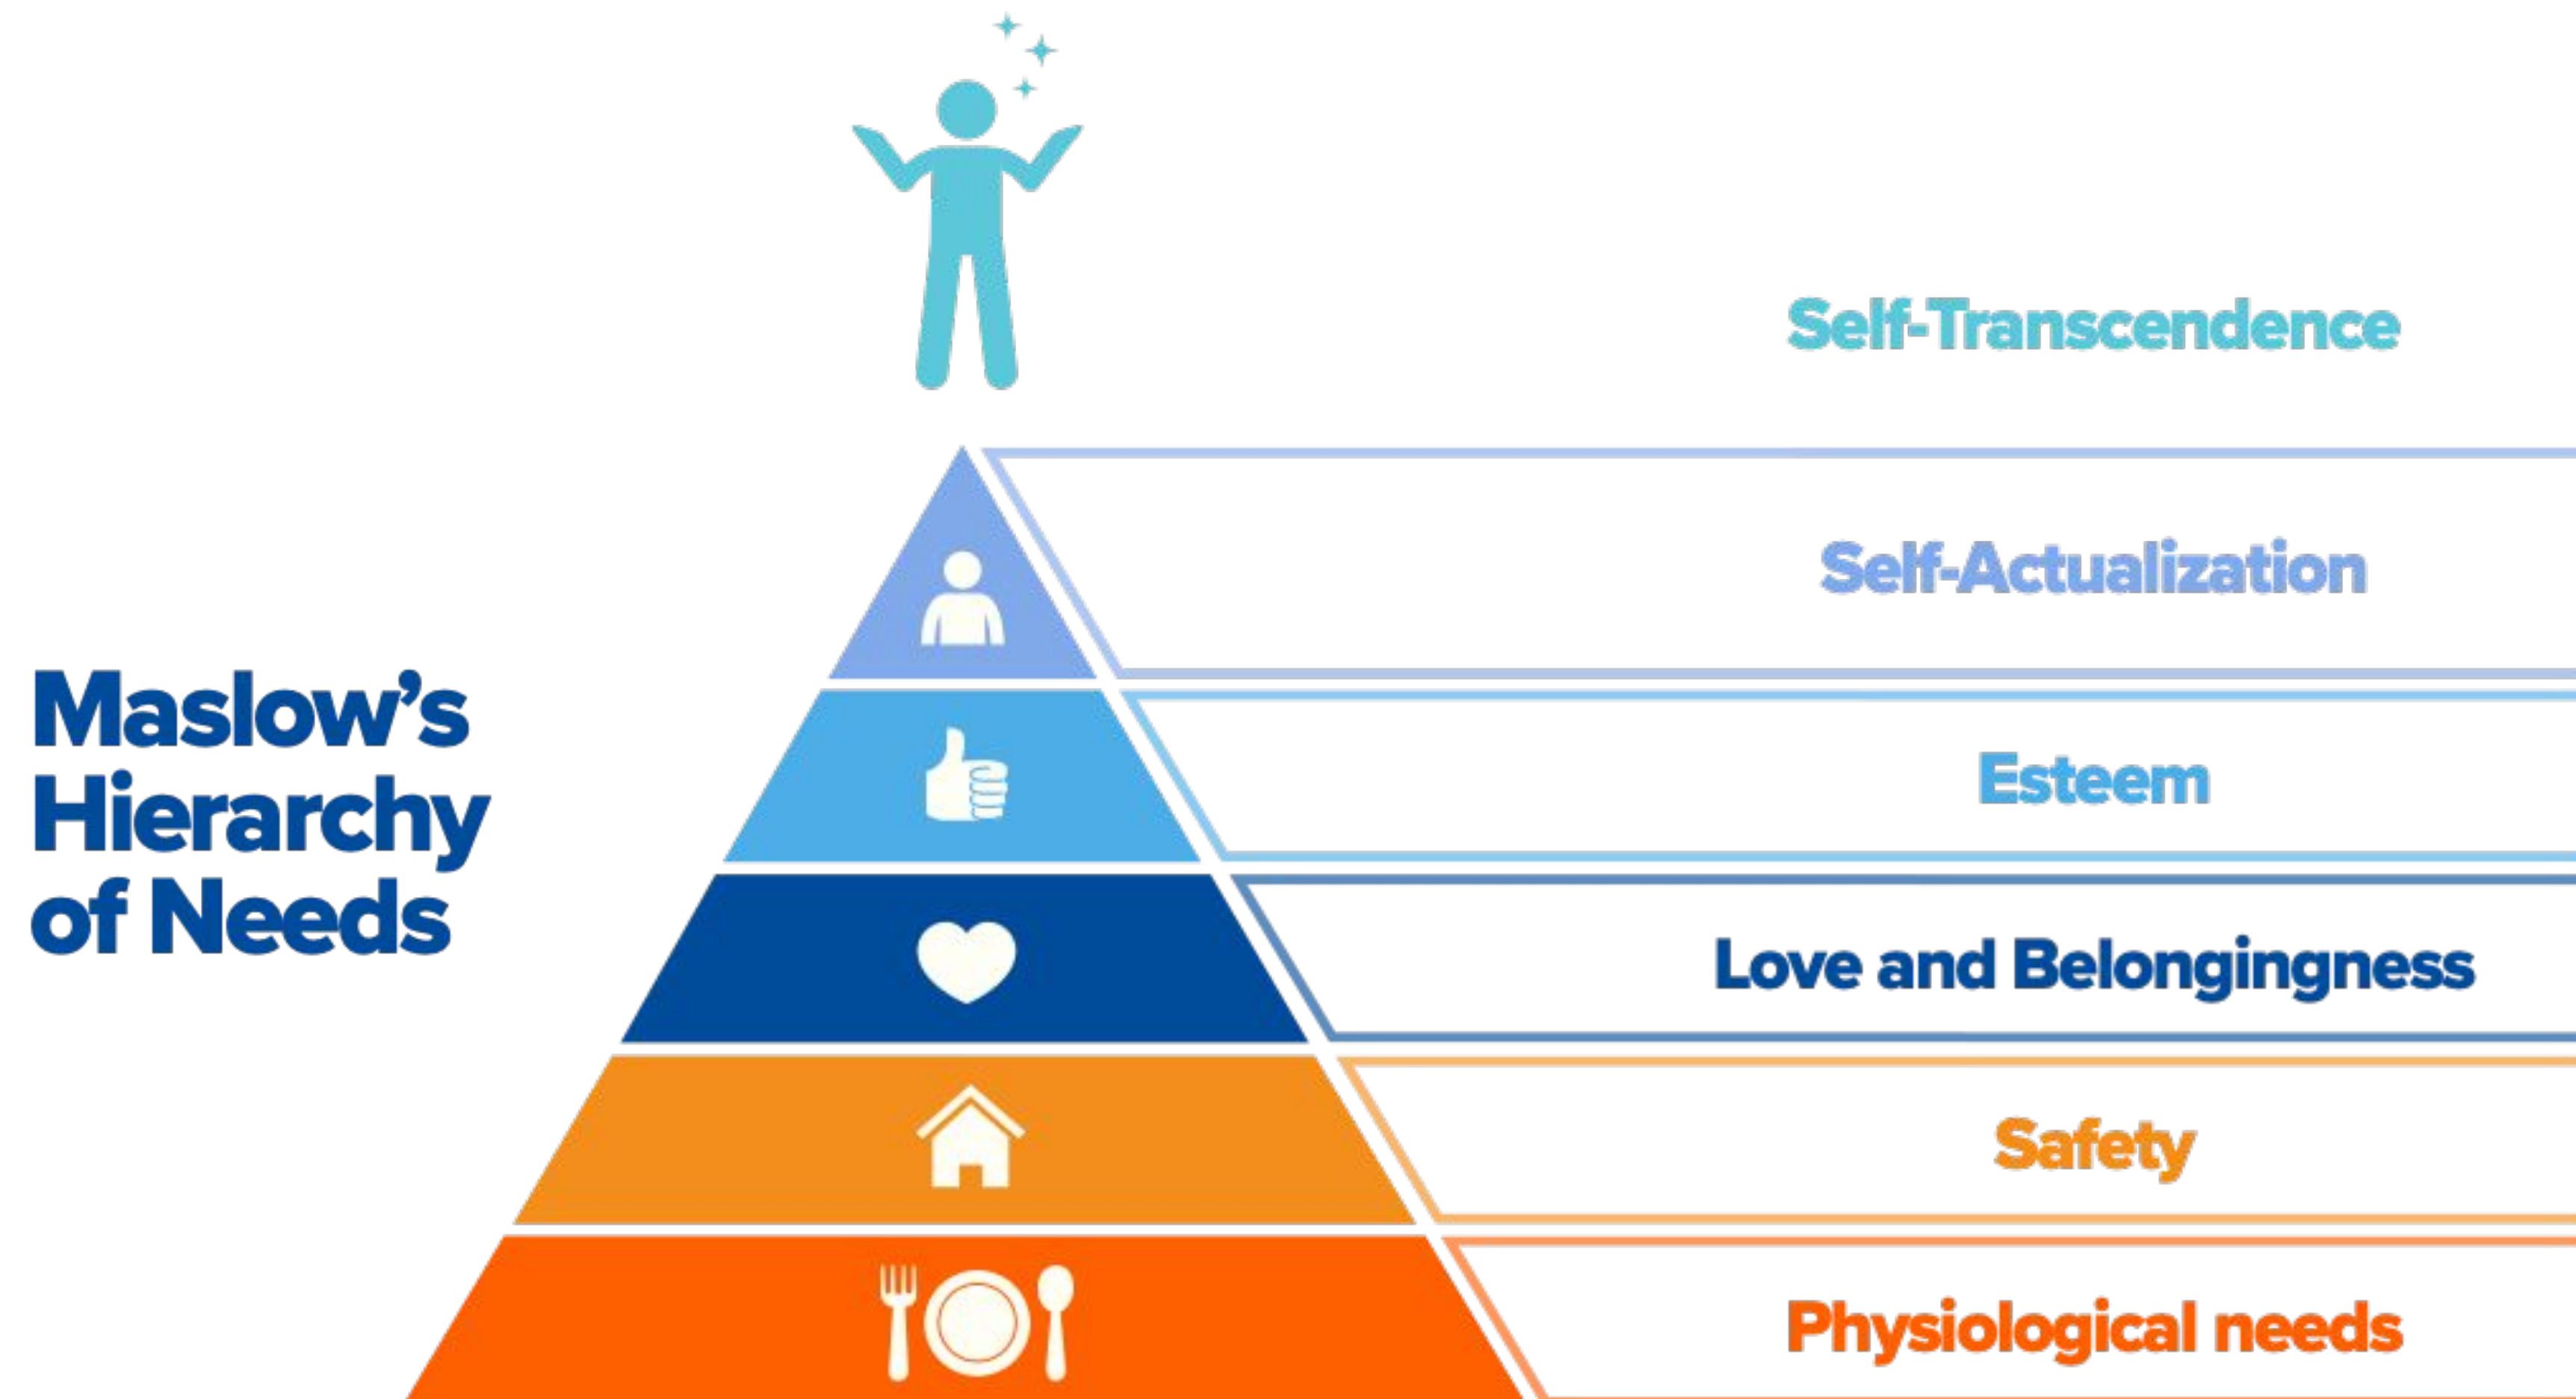 Maslow’s
Hierarchy
of Needs
Self-Transcendence
Self-Actualization
Esteem
Love and Belongingness
Safety
Physiological needs